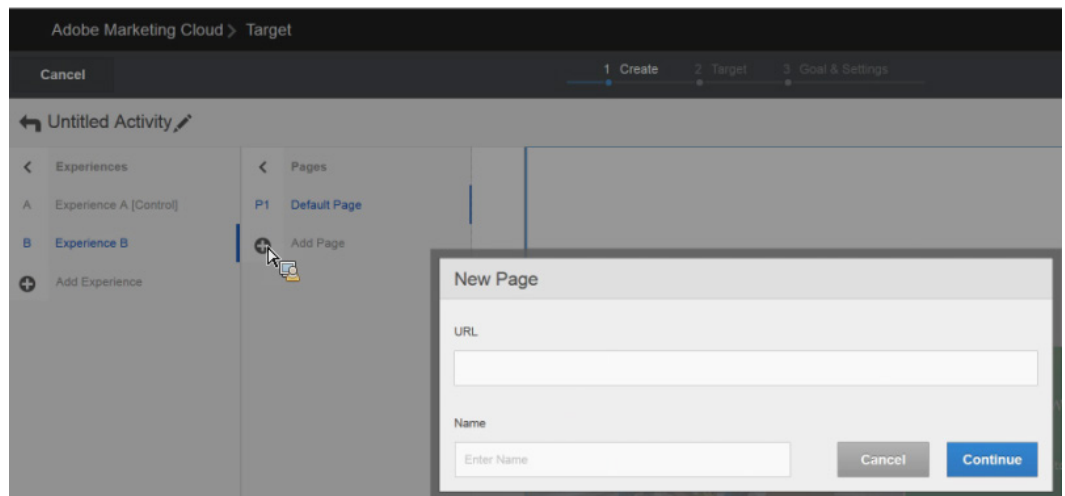 Adobe Marketing Cloud > Target
Cancel
1 Create 2 Target 3 Goal & Settings
Untitled Activity
< Experiences
A Experience A [Control]
B Experience B
Add Experience
< Pages
P1 Default Page
Add Page
New Page
URL
Name
Enter Name
Cancel Continue